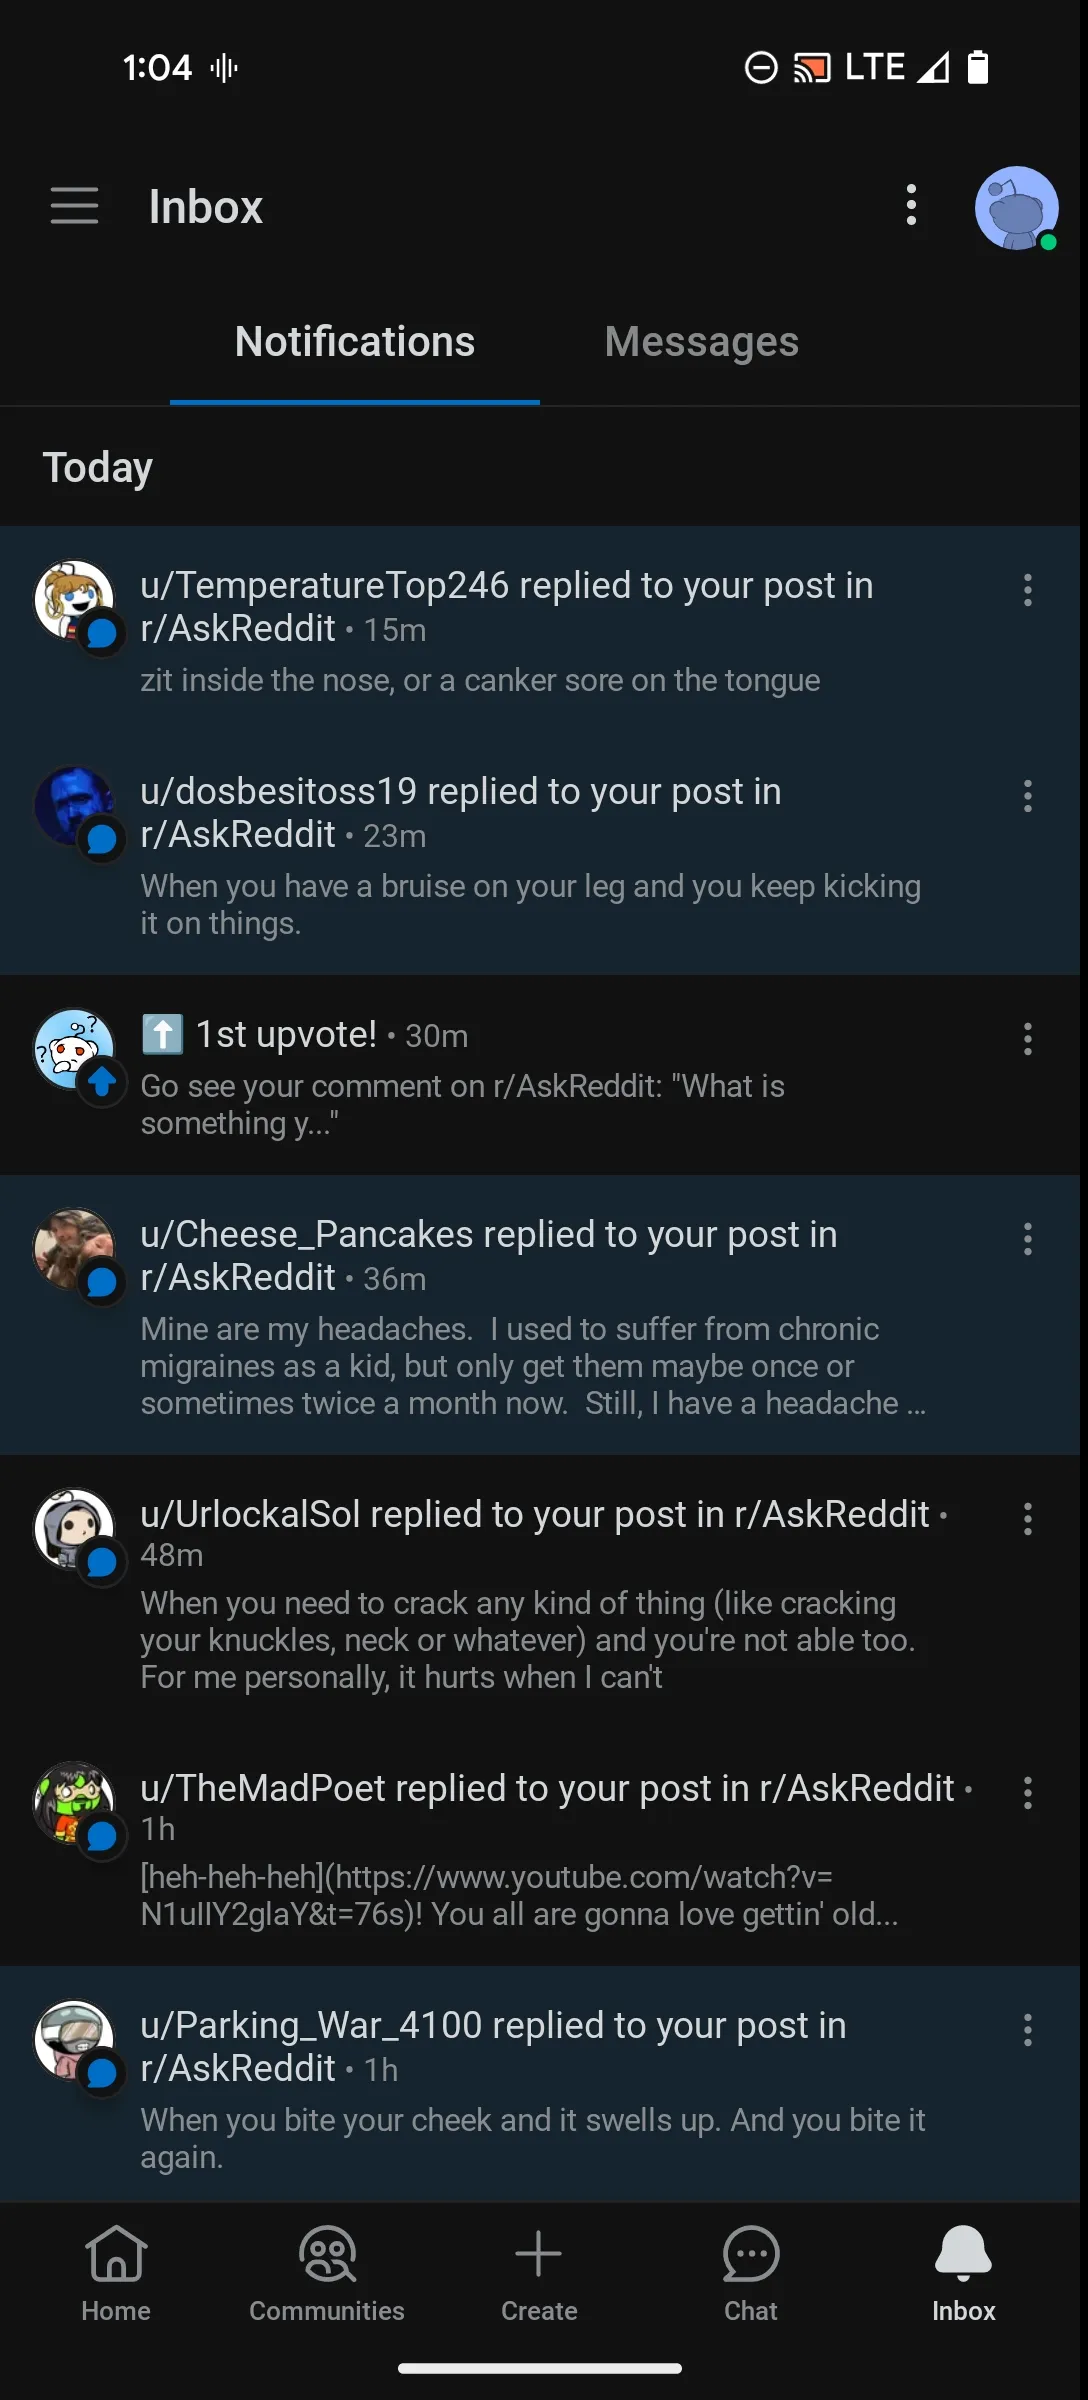 1:04 LTE
Inbox
Notifications Messages
Today
u/TemperatureTop246 replied to your post in
r/AskReddit • 15m
zit inside the nose, or a canker sore on the tongue
u/dosbesitoss19 replied to your post in
r/AskReddit • 23m
When you have a bruise on your leg and you keep kicking
it on things.
⬆️ 1st upvote! • 30m
Go see your comment on r/AskReddit: "What is
something y..."
u/Cheese_Pancakes replied to your post in
r/AskReddit • 36m
Mine are my headaches.  I used to suffer from chronic
migraines as a kid, but only get them maybe once or
sometimes twice a month now.  Still, I have a headache ...
u/UrlockalSol replied to your post in r/AskReddit •
48m
When you need to crack any kind of thing (like cracking
your knuckles, neck or whatever) and you're not able too.
For me personally, it hurts when I can't
u/TheMadPoet replied to your post in r/AskReddit •
1h
[heh-heh-heh](https://www.youtube.com/watch?v=
N1uIIY2glaY&t=76s)! You all are gonna love gettin' old...
u/Parking_War_4100 replied to your post in
r/AskReddit • 1h
When you bite your cheek and it swells up. And you bite it
again.
Home Communities Create Chat Inbox